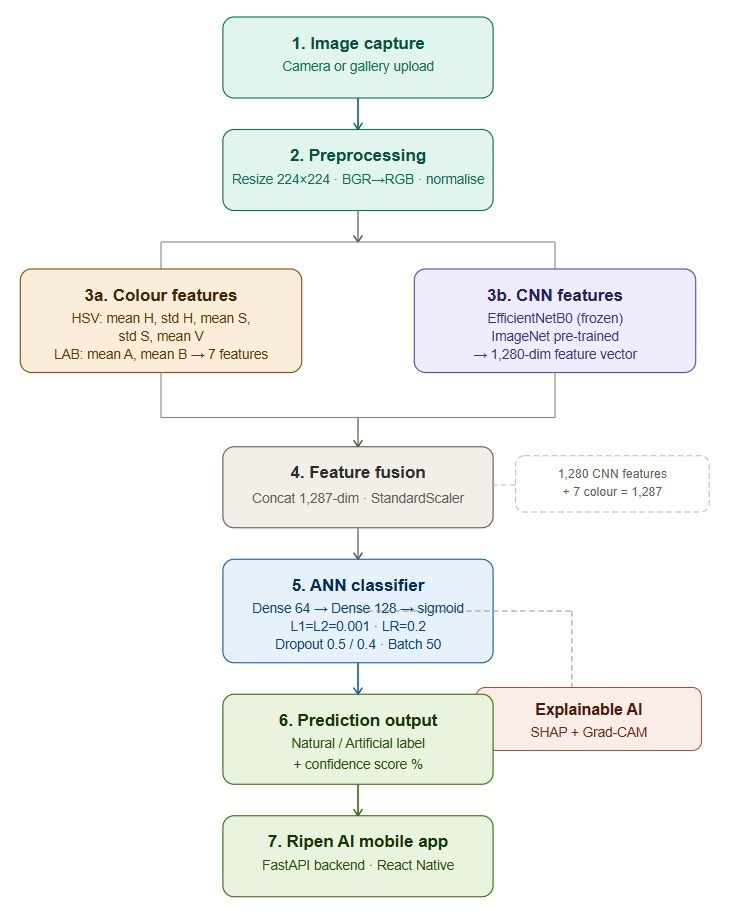 1. Image capture
Camera or gallery upload
2. Preprocessing
Resize 224×224 · BGR→RGB · normalise
3a. Colour features
HSV: mean H, std H, mean S,
std S, mean V
LAB: mean A, mean B → 7 features
3b. CNN features
EfficientNetB0 (frozen)
ImageNet pre-trained
→ 1,280-dim feature vector
4. Feature fusion
Concat 1,287-dim · StandardScaler
1,280 CNN features
+ 7 colour = 1,287
5. ANN classifier
Dense 64 → Dense 128 → sigmoid
L1=L2=0.001 · LR=0.2
Dropout 0.5 / 0.4 · Batch 50
Explainable AI
SHAP + Grad-CAM
6. Prediction output
Natural / Artificial label
+ confidence score %
7. Ripen AI mobile app
FastAPI backend · React Native